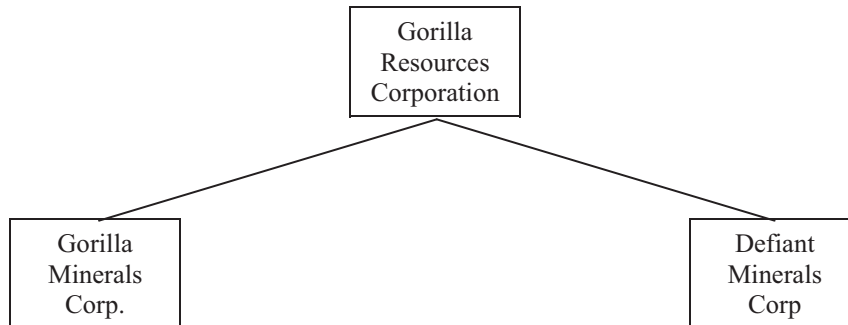 Gorilla
Resources
Corporation
Gorilla
Minerals
Corp.
Defiant
Minerals
Corp